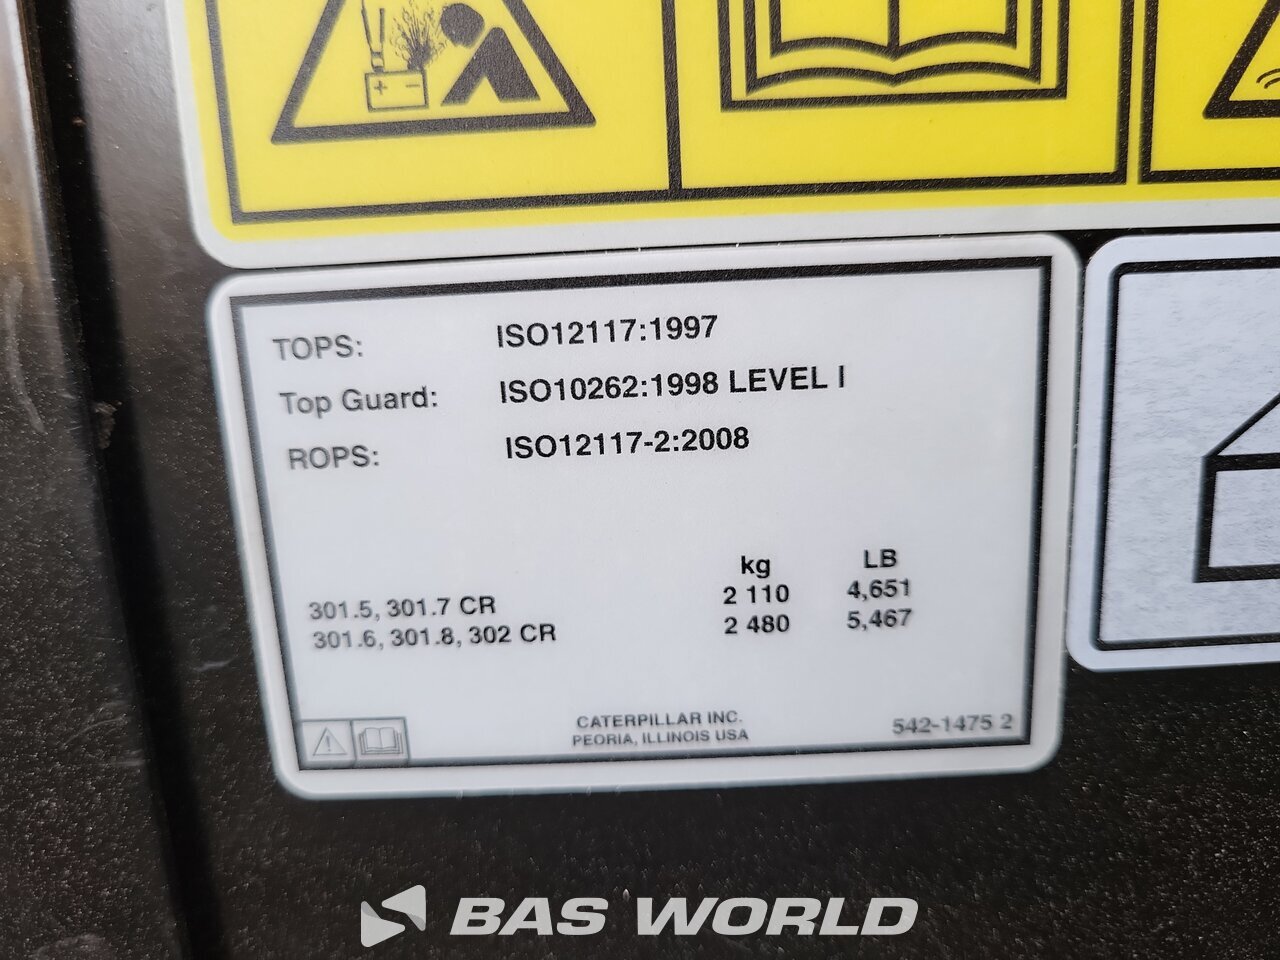 + -
TOPS: ISO12117:1997
Top Guard: ISO10262:1998 LEVEL I
ROPS: ISO12117-2:2008
kg LB
301.5, 301.7 CR 2 110 4,651
301.6, 301.8, 302 CR 2 480 5,467
CATERPILLAR INC.
PEORIA, ILLINOIS USA
542-1475 2
BAS WORLD